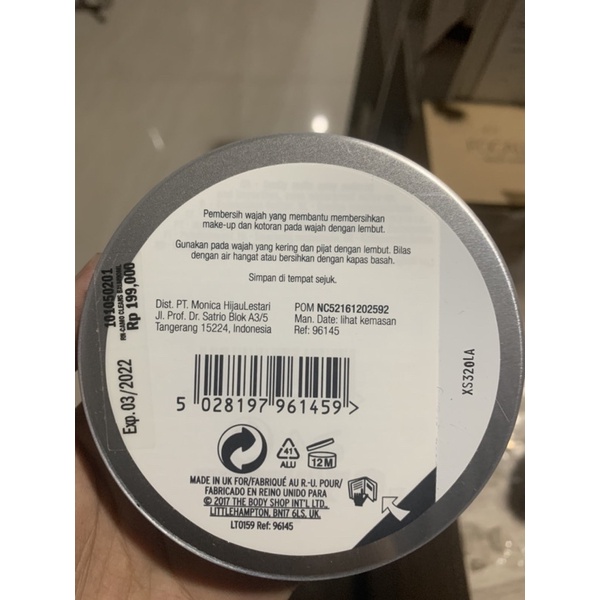 Pembersih wajah yang membantu membersihkan
make-up dan kotoran pada wajah dengan lembut.
Gunakan pada wajah yang kering dan pijat dengan lembut. Bilas
dengan air hangat atau bersihkan dengan kapas basah.
Simpan di tempat sejuk.
Dist. PT. Monica HijauLestari
Jl. Prof. Dr. Satrio Blok A3/5
Tangerang 15224, Indonesia
POM NC52161202592
Man. Date: lihat kemasan
Ref: 96145
101050201
Rp 199,000
Exp. 03/2022
XS320LA
5 028197 961459 >
41
ALU
12M
MADE IN UK FOR/FABRIQUÉ AU R.-U. POUR/
FABRICADO EN REINO UNIDO PARA
© 2017 THE BODY SHOP INT'L LTD.,
LITTLEHAMPTON, BN17 6LS, UK.
LT0159 Ref: 96145